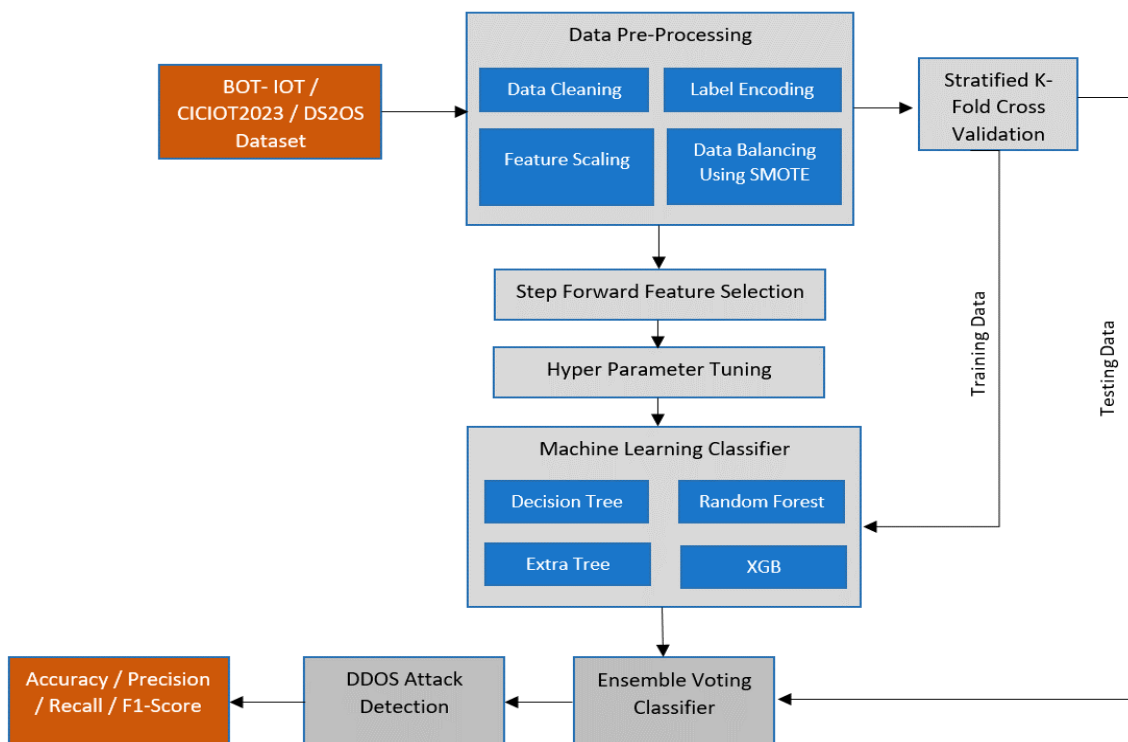 Data Pre-Processing
BOT- IOT /
CICIOT2023 / DS2OS
Dataset
Data Cleaning
Label Encoding
Feature Scaling
Data Balancing
Using SMOTE
Stratified K-
Fold Cross
Validation
Step Forward Feature Selection
Hyper Parameter Tuning
Training Data
Testing Data
Machine Learning Classifier
Decision Tree
Random Forest
Extra Tree
XGB
Accuracy / Precision
/ Recall / F1-Score
DDOS Attack
Detection
Ensemble Voting
Classifier